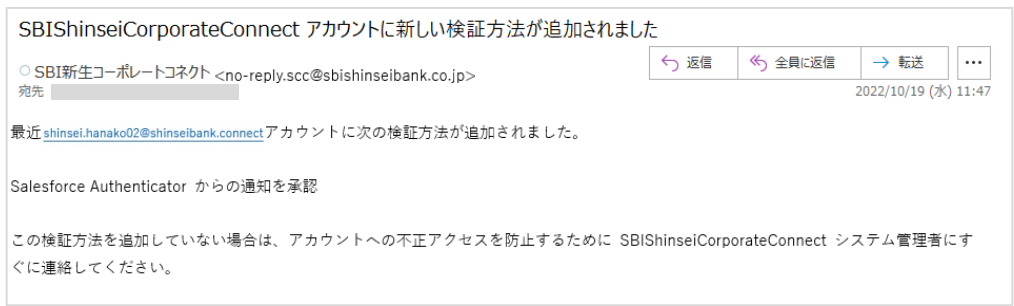 SBIShinseiCorporateConnect アカウントに新しい検証方法が追加されました
SBI新生コーポレートコネクト <no-reply.scc@sbishinseibank.co.jp>
返信 全員に返信 転送 ...
宛先
2022/10/19 (水) 11:47
最近 shinsei.hanako02@shinseibank.connectアカウントに次の検証方法が追加されました。
Salesforce Authenticator からの通知を承認
この検証方法を追加していない場合は、アカウントへの不正アクセスを防止するために SBIShinseiCorporateConnect システム管理者にす
ぐに連絡してください。